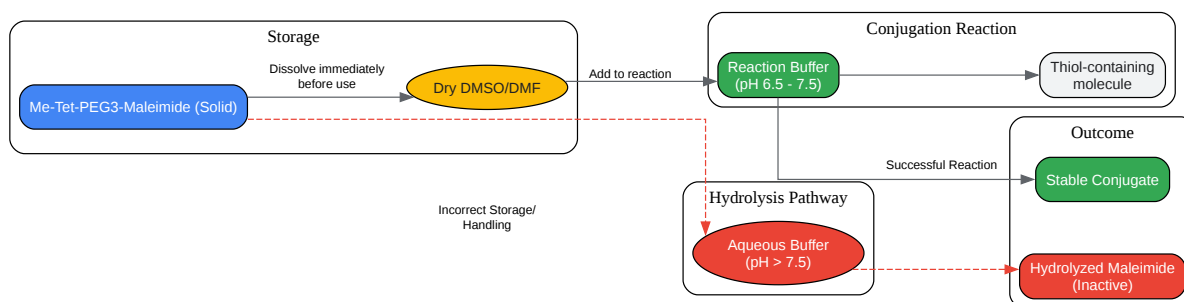 Storage
Dissolve immediately
before use
Me-Tet-PEG3-Maleimide (Solid)
Dry DMSO/DMF
Add to reaction
Conjugation Reaction
Reaction Buffer
(pH 6.5 - 7.5)
Thiol-containing
molecule
Outcome
Successful Reaction
Stable Conjugate
Hydrolysis Pathway
Incorrect Storage/
Handling
Aqueous Buffer
(pH > 7.5)
Hydrolyzed Maleimide
(Inactive)